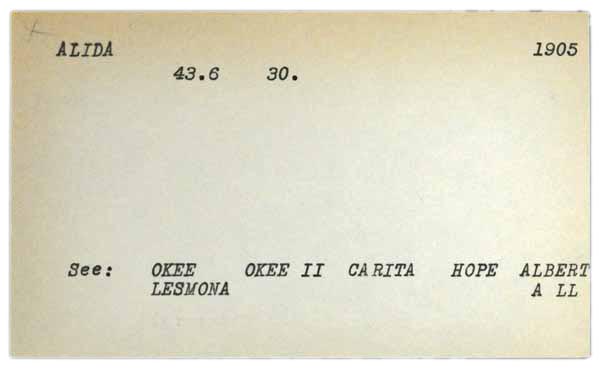 ALIDA 1905
43.6 30.
See: OKEE OKEE II CARITA HOPE ALBERT
LESMONA A LL